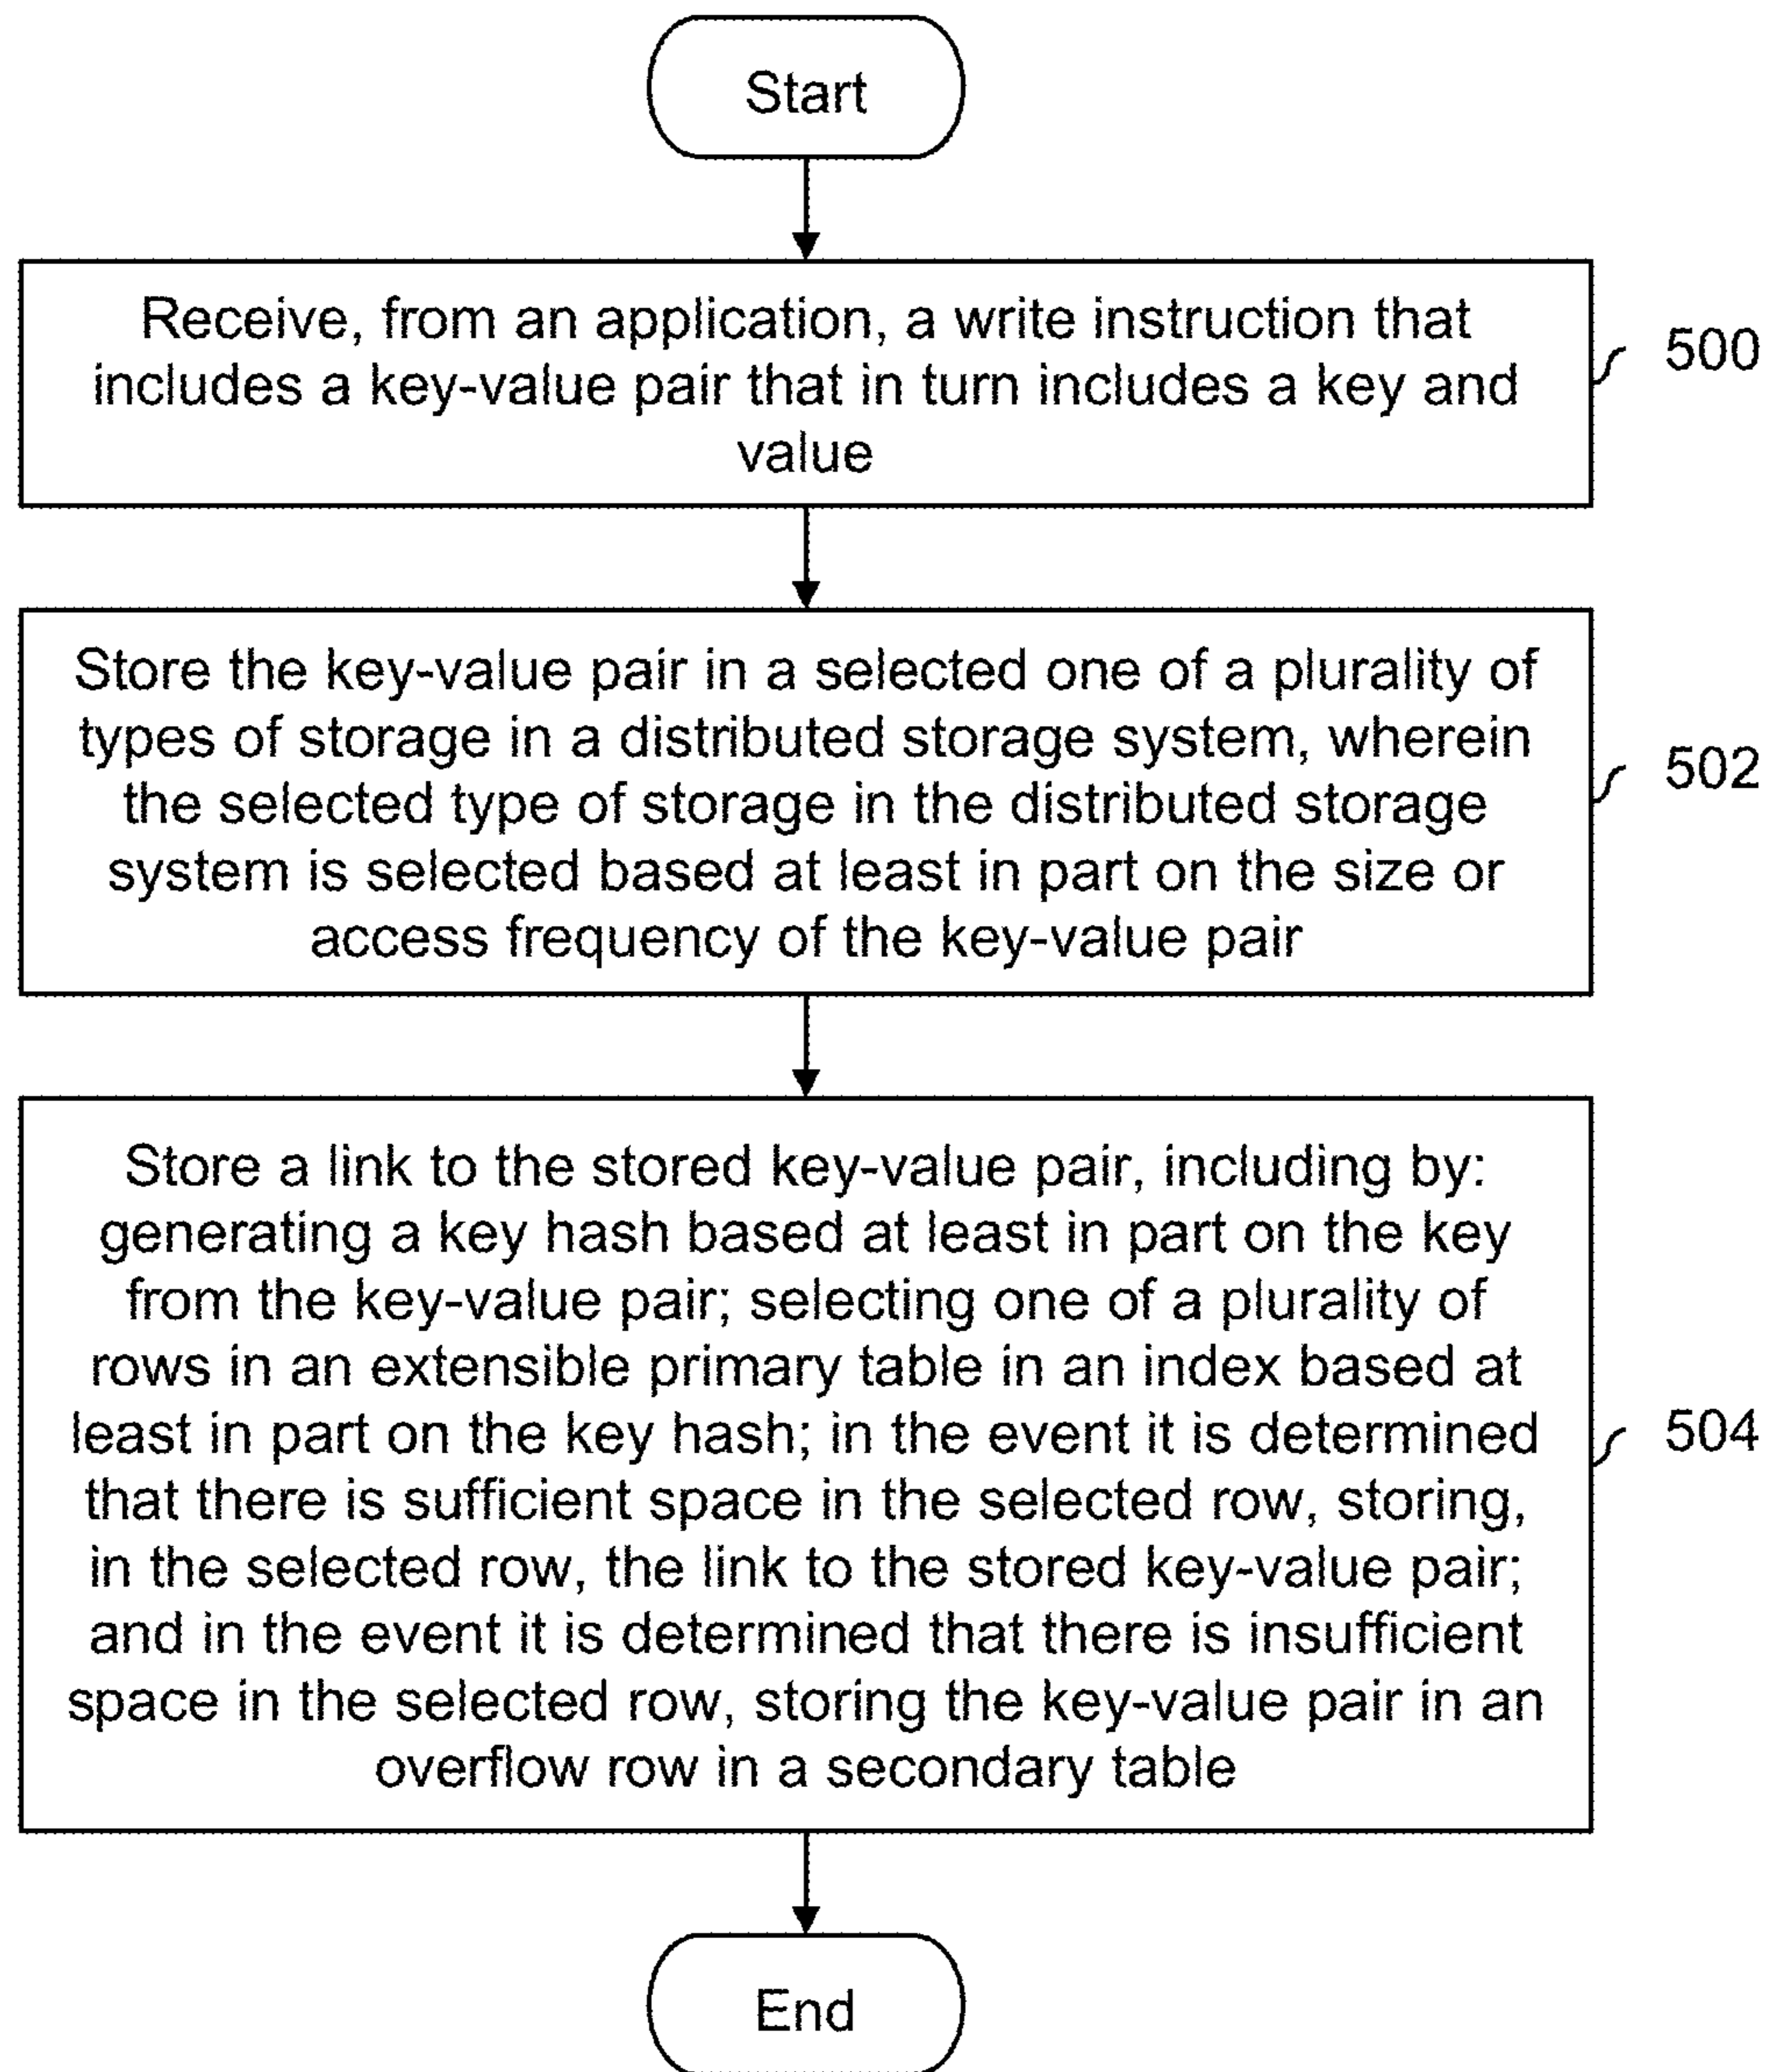 Start
Receive, from an application, a write instruction that
includes a key-value pair that in turn includes a key and
value
500
Store the key-value pair in a selected one of a plurality of
types of storage in a distributed storage system, wherein
the selected type of storage in the distributed storage
system is selected based at least in part on the size or
access frequency of the key-value pair
502
Store a link to the stored key-value pair, including by:
generating a key hash based at least in part on the key
from the key-value pair; selecting one of a plurality of
rows in an extensible primary table in an index based at
least in part on the key hash; in the event it is determined
that there is sufficient space in the selected row, storing,
in the selected row, the link to the stored key-value pair;
and in the event it is determined that there is insufficient
space in the selected row, storing the key-value pair in an
overflow row in a secondary table
504
End